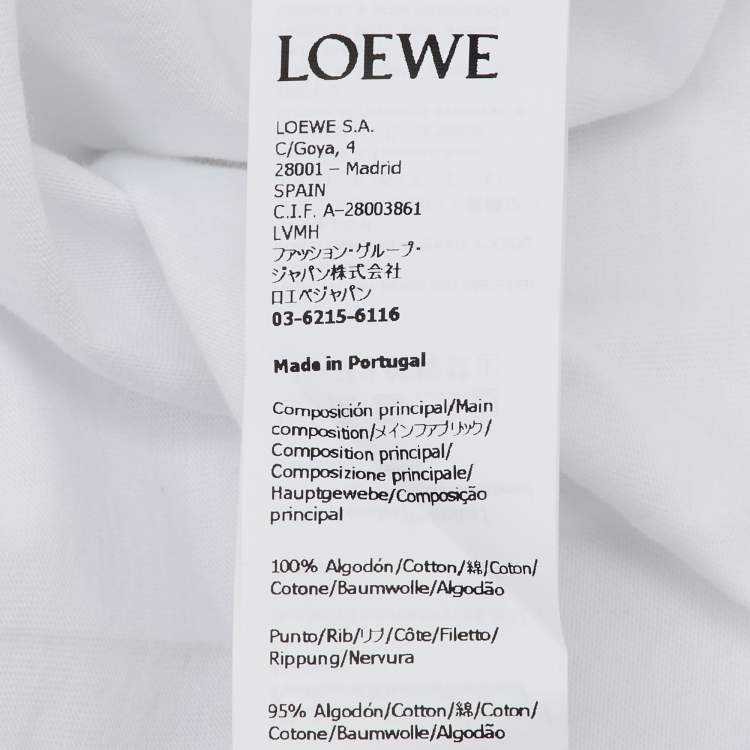 LOEWE
LOEWE S.A.
C/Goya, 4
28001 – Madrid
SPAIN
C.I.F. A-28003861
LVMH
ファッション・グループ・
ジャパン株式会社
ロエベジャパン
03-6215-6116
Made in Portugal
Composición principal/Main
composition/メインファブリック/
Composition principal/
Composizione principale/
Hauptgewebe/Composição
principal
100% Algodón/Cotton/綿/Coton/
Cotone/Baumwolle/Algodão
Punto/Rib/リブ/Côte/Filetto/
Rippung/Nervura
95% Algodón/Cotton/綿/Coton/
Cotone/Baumwolle/Algodão